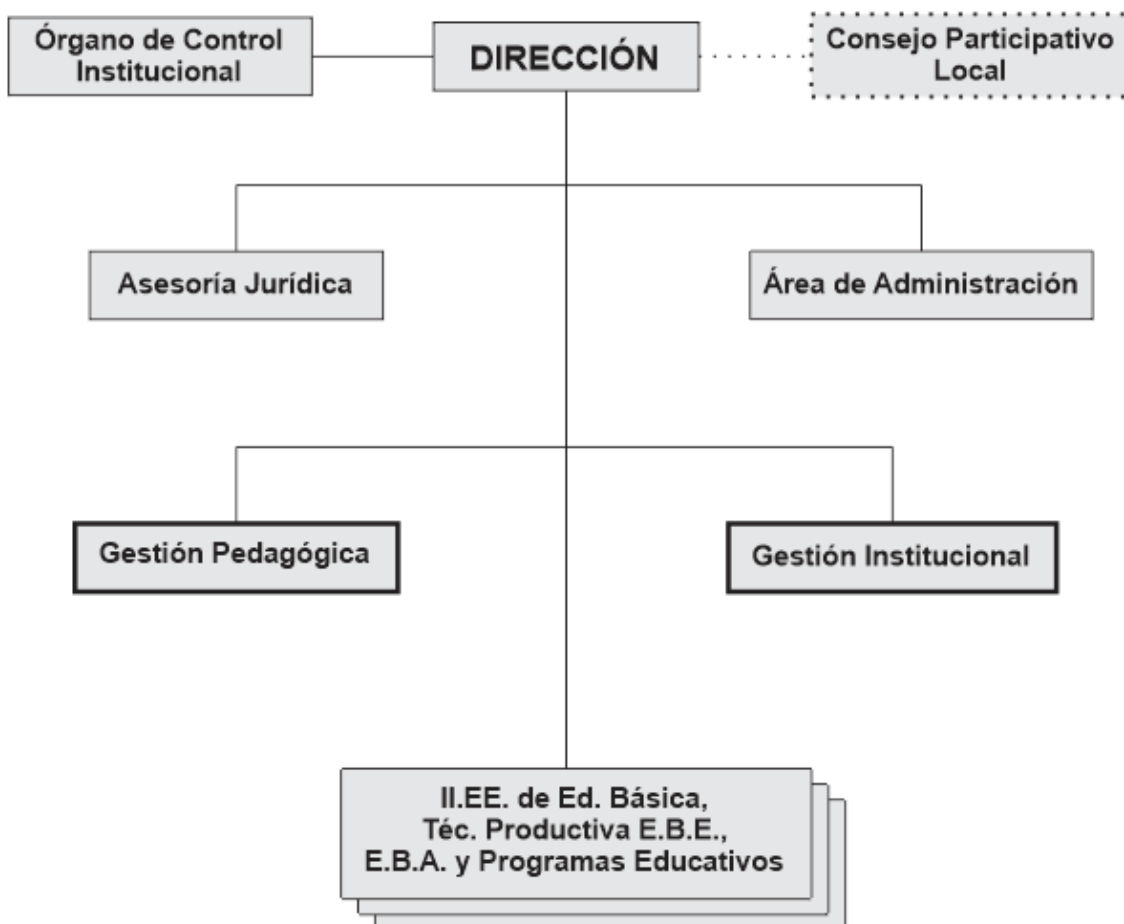 Órgano de Control
Institucional
DIRECCIÓN
Consejo Participativo
Local
Asesoría Jurídica
Área de Administración
Gestión Pedagógica
Gestión Institucional
II.EE. de Ed. Básica,
Téc. Productiva E.B.E.,
E.B.A. y Programas Educativos